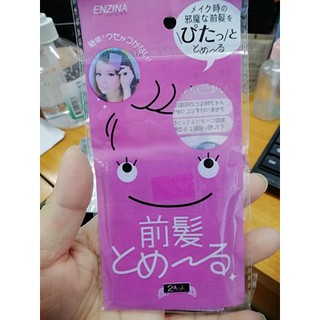 ENZINA
メイク時の
邪魔な前髪を
ぴたっと
とめ〜る
簡単!クセがつかない!
前髪
とめ〜る
2枚入